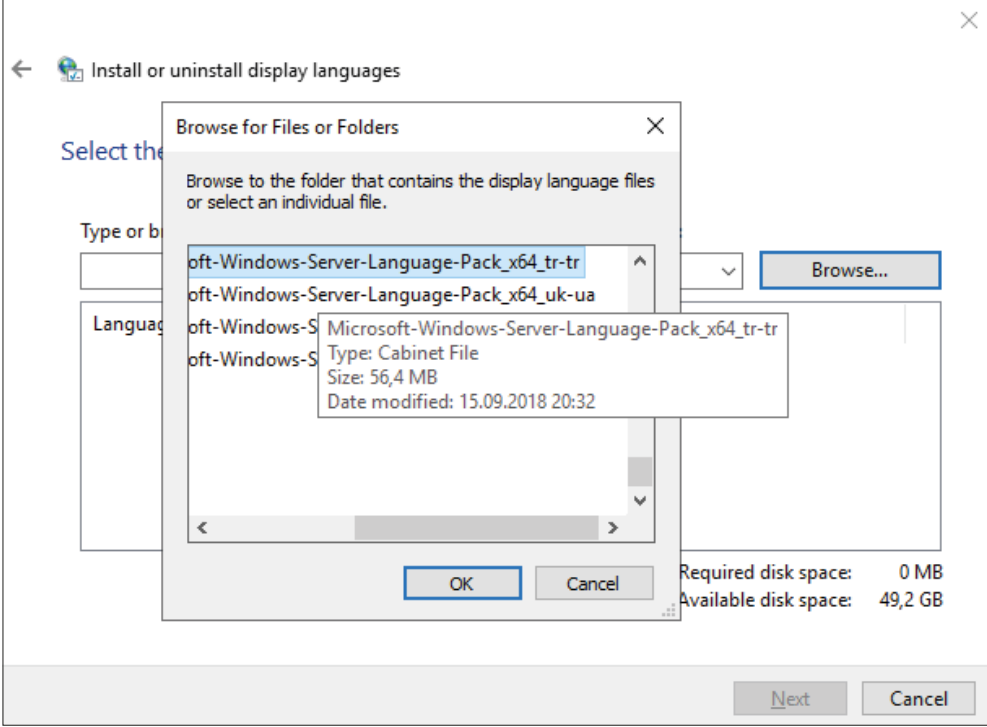 Install or uninstall display languages
Browse for Files or Folders
Select the
Browse to the folder that contains the display language files
or select an individual file.
Type or b
Browse...
oft-Windows-Server-Language-Pack_x64_tr-tr
oft-Windows-Server-Language-Pack_x64_uk-ua
Languag
oft-Windows-S
oft-Windows-S
Microsoft-Windows-Server-Language-Pack_x64_tr-tr
Type: Cabinet File
Size: 56,4 MB
Date modified: 15.09.2018 20:32
OK
Cancel
Required disk space: 0 MB
Available disk space: 49,2 GB
Next
Cancel